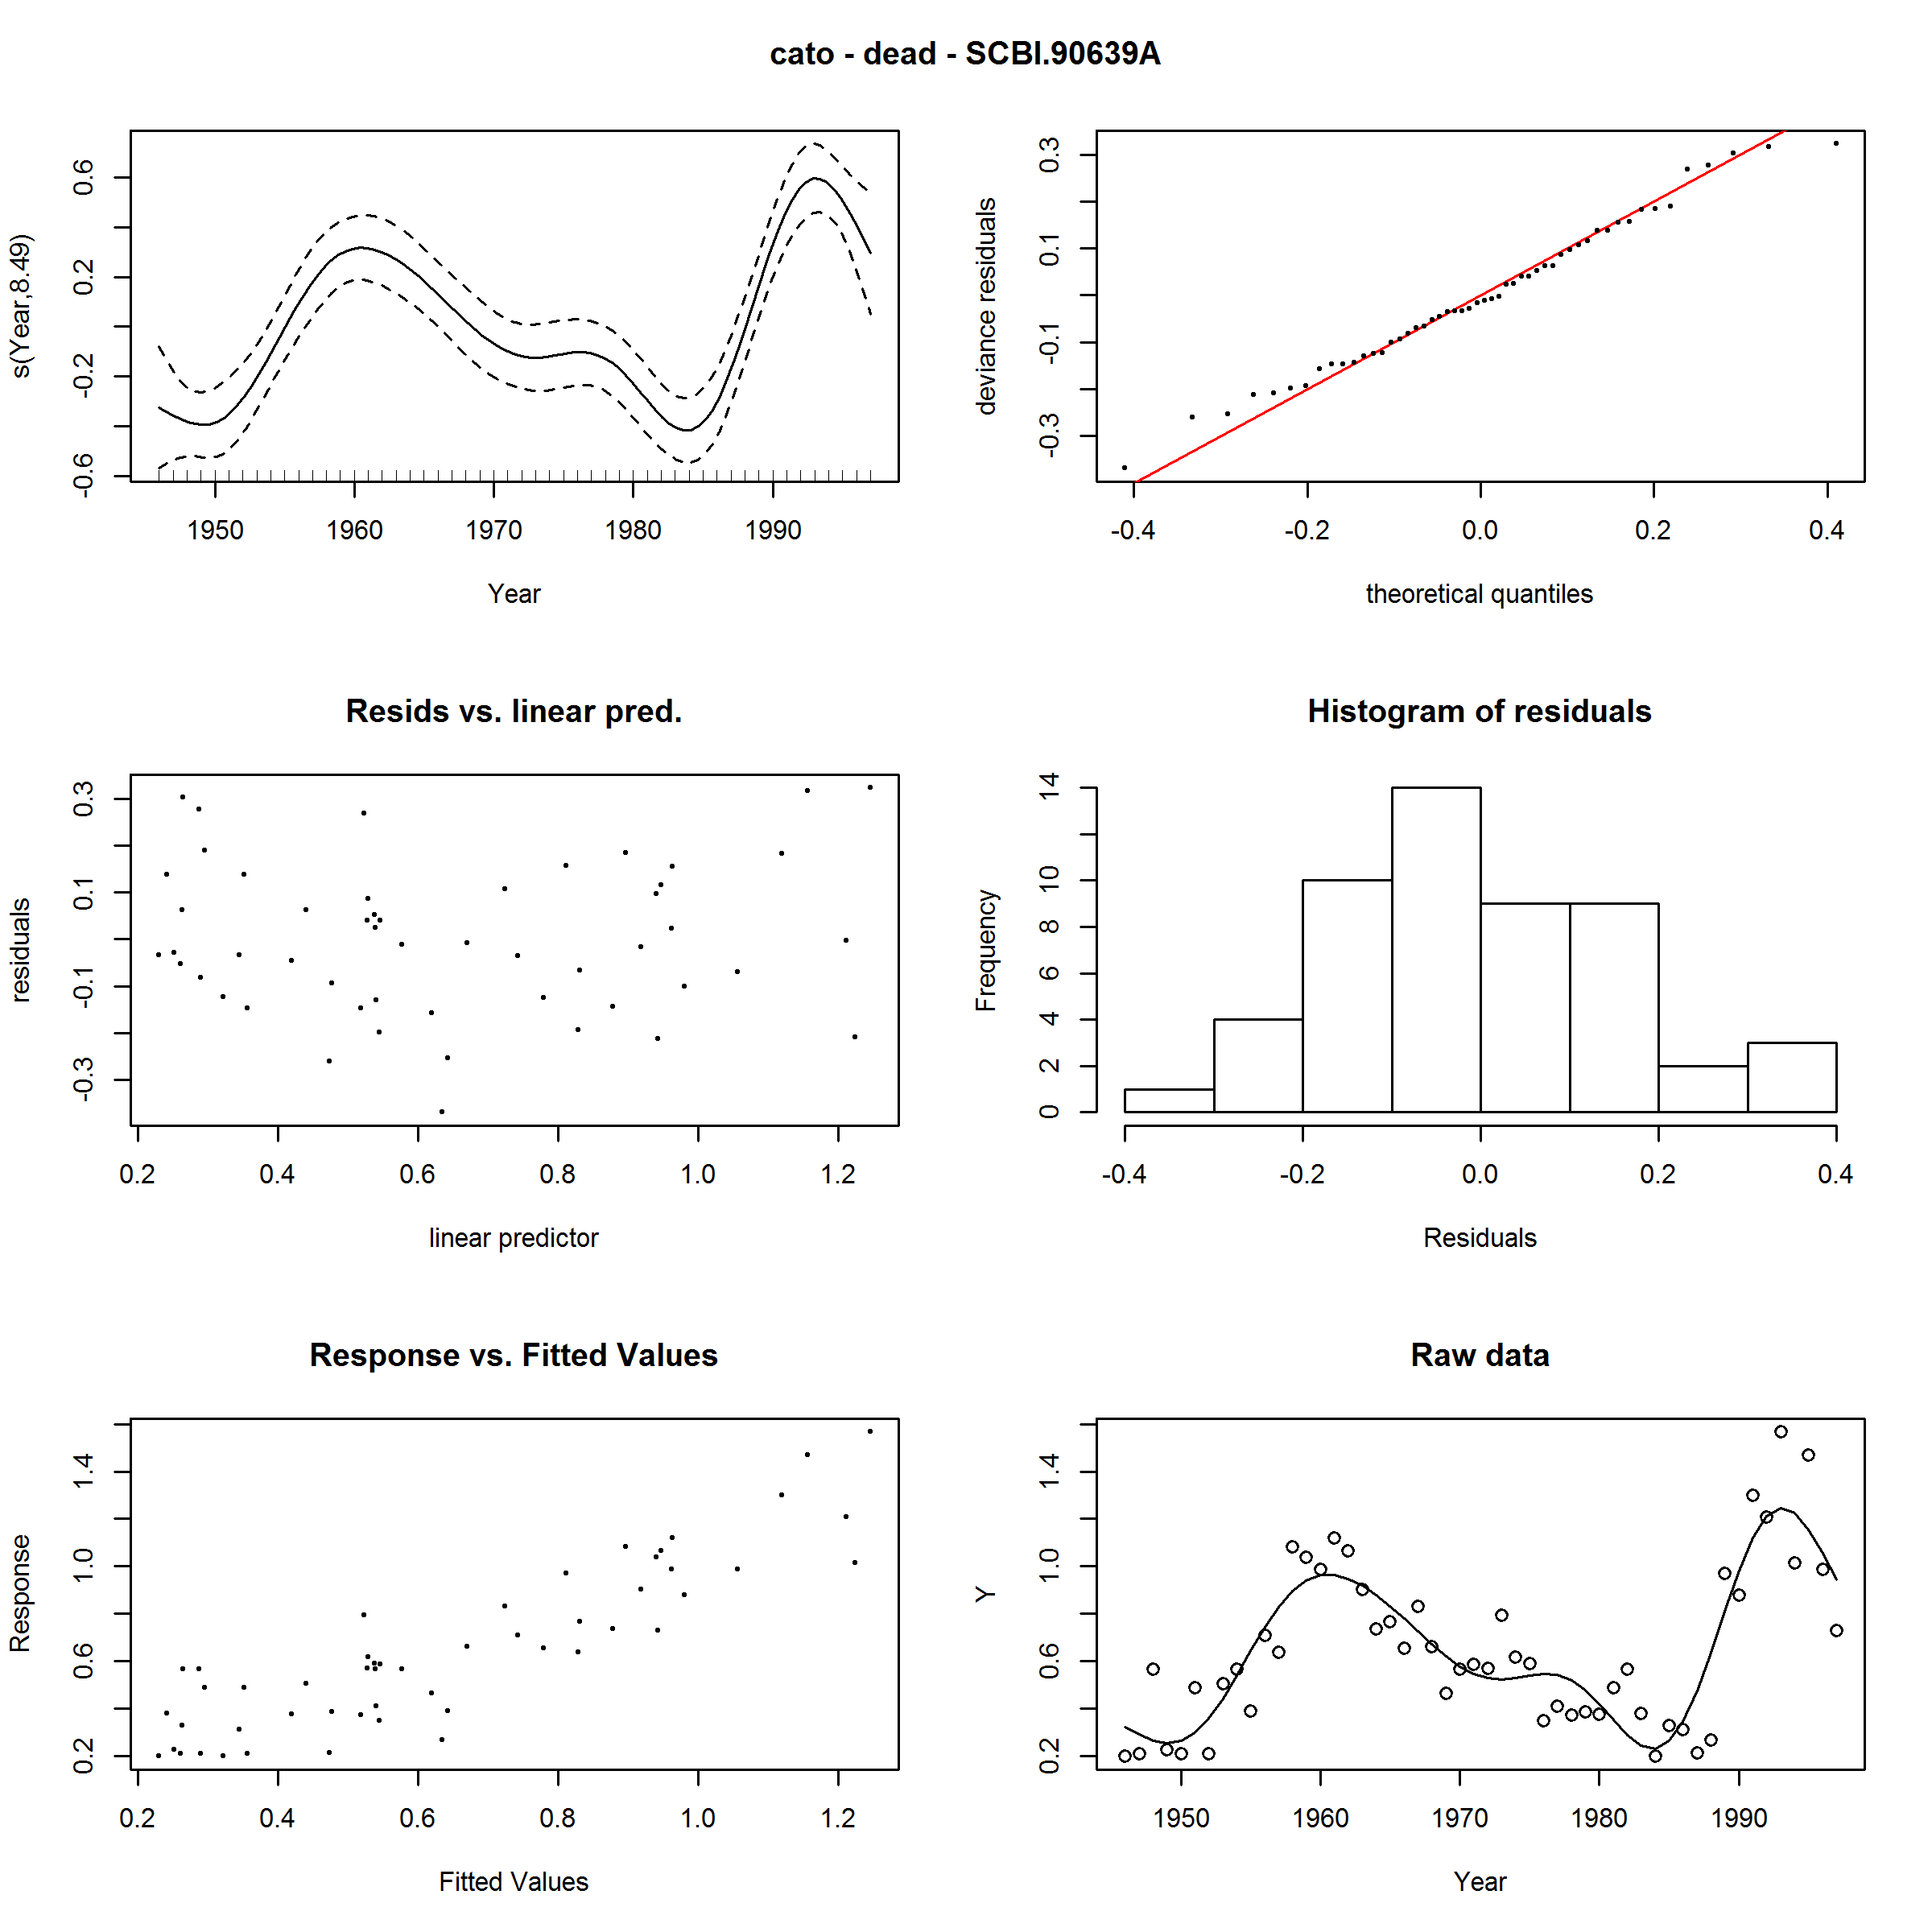 cato - dead - SCBI.90639A
s(Year,8.49)
-0.6 -0.2 0.2 0.6
1950 1960 1970 1980 1990
Year
deviance residuals
-0.3 -0.1 0.1 0.3
-0.4 -0.2 0.0 0.2 0.4
theoretical quantiles
Resids vs. linear pred.
residuals
-0.3 -0.1 0.1 0.3
0.2 0.4 0.6 0.8 1.0 1.2
linear predictor
Histogram of residuals
Frequency
0 2 4 6 8 10 14
-0.4 -0.2 0.0 0.2 0.4
Residuals
Response vs. Fitted Values
Response
0.2 0.6 1.0 1.4
0.2 0.4 0.6 0.8 1.0 1.2
Fitted Values
Raw data
Y
0.2 0.6 1.0 1.4
1950 1960 1970 1980 1990
Year